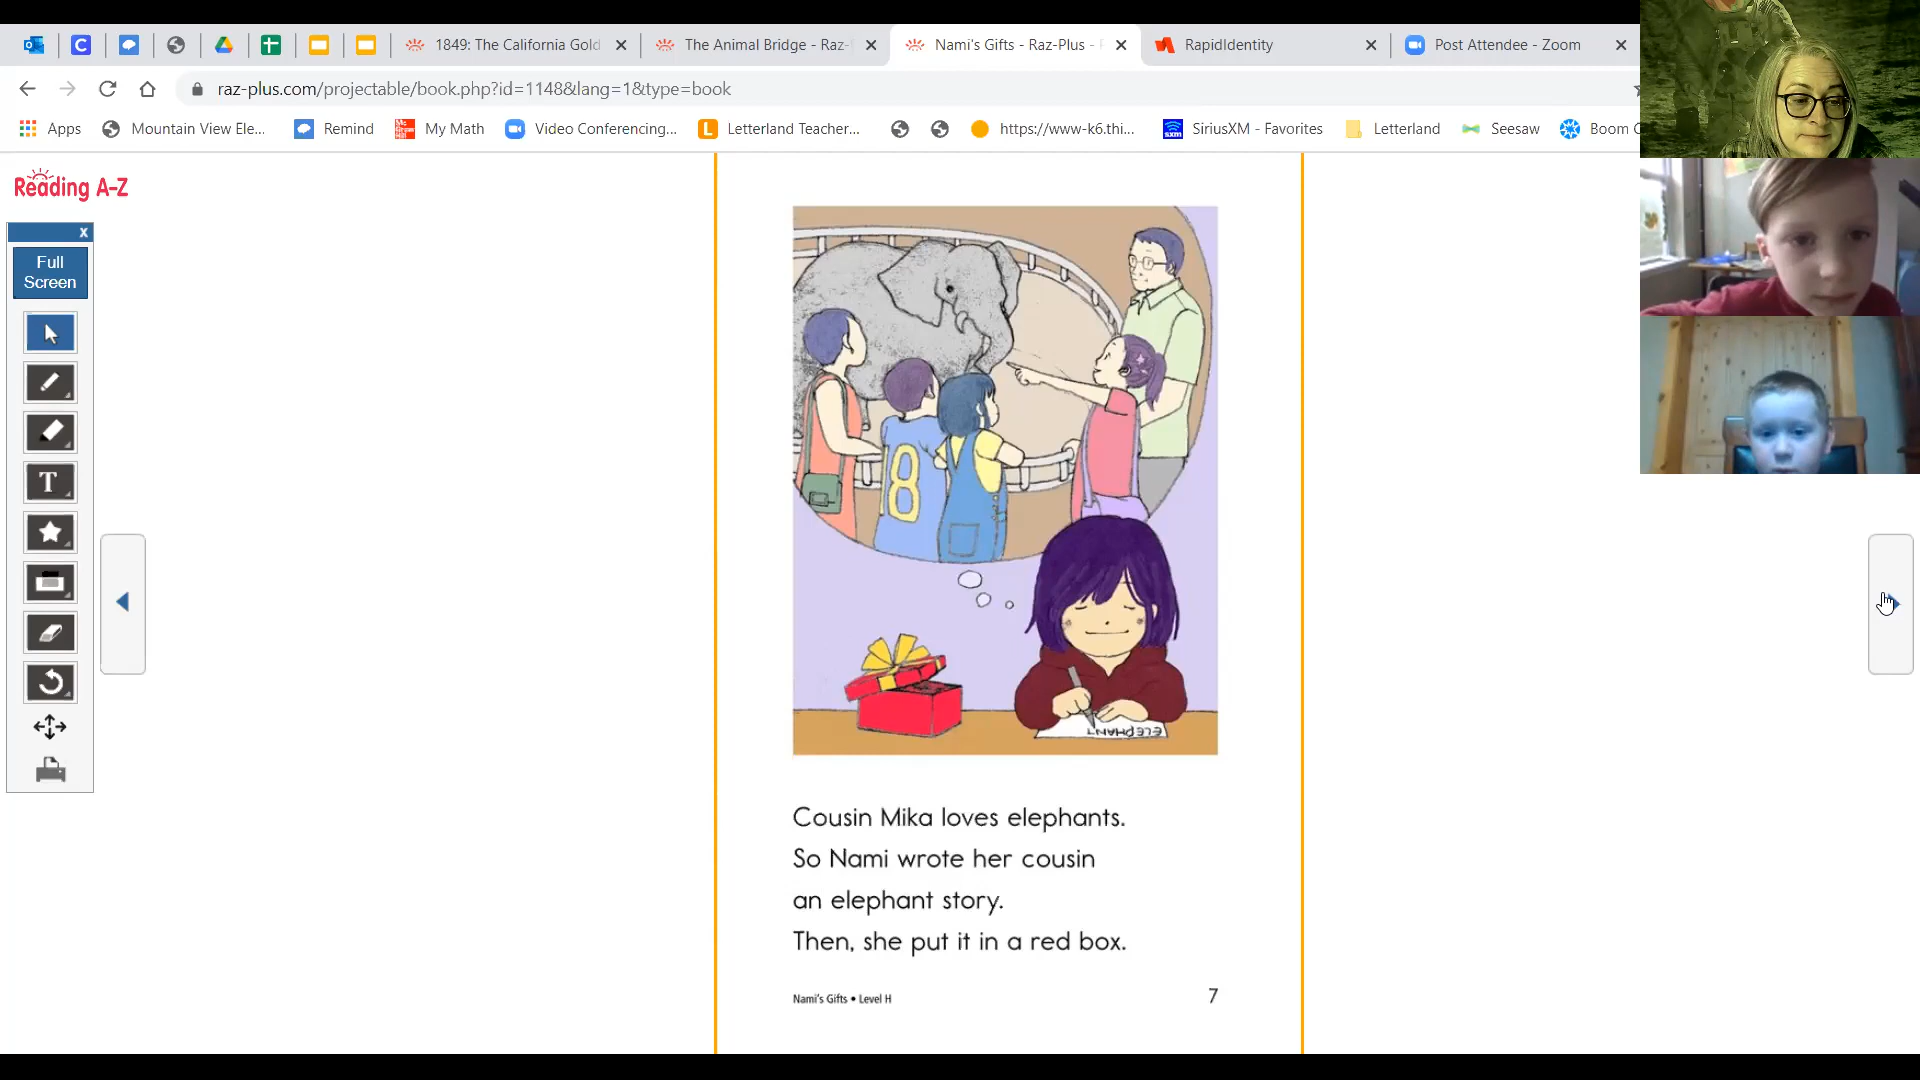 1849: The California Gold
The Animal Bridge - Raz-
Nami's Gifts - Raz-Plus -
RapidIdentity
Post Attendee - Zoom
raz-plus.com/projectable/book.php?id=1148&lang=1&type=book
Apps
Mountain View Ele...
Remind
My Math
Video Conferencing...
Letterland Teacher...
https://www-k6.thi...
SiriusXM - Favorites
Letterland
Seesaw
Boom
Reading A-Z
x
Full
Screen
T
18
ELEPHANT
Cousin Mika loves elephants.
So Nami wrote her cousin
an elephant story.
Then, she put it in a red box.
Nami's Gifts • Level H
7